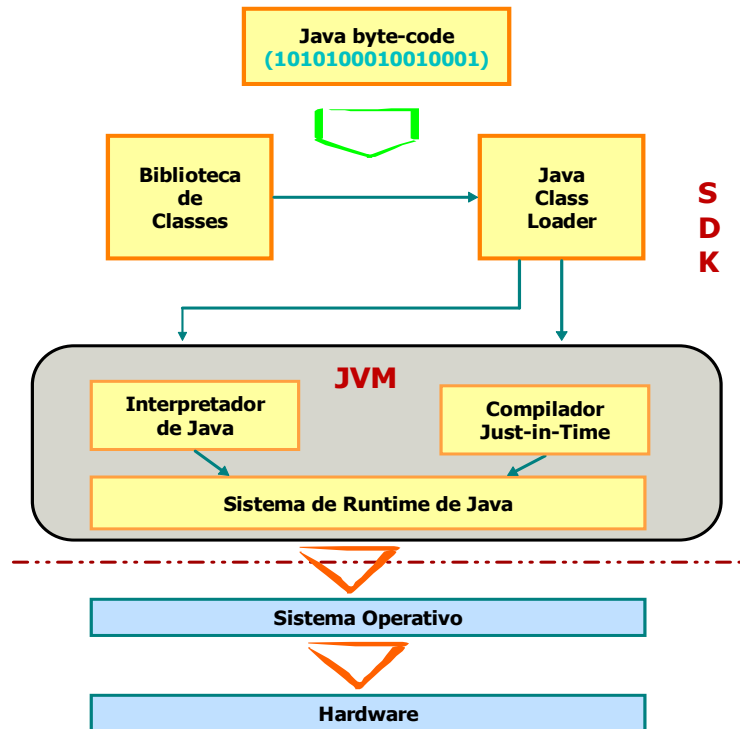 Java byte-code
(1010100010010001)
Biblioteca
de
Classes
Java
Class
Loader
S
D
K
JVM
Interpretador
de Java
Compilador
Just-in-Time
Sistema de Runtime de Java
Sistema Operativo
Hardware